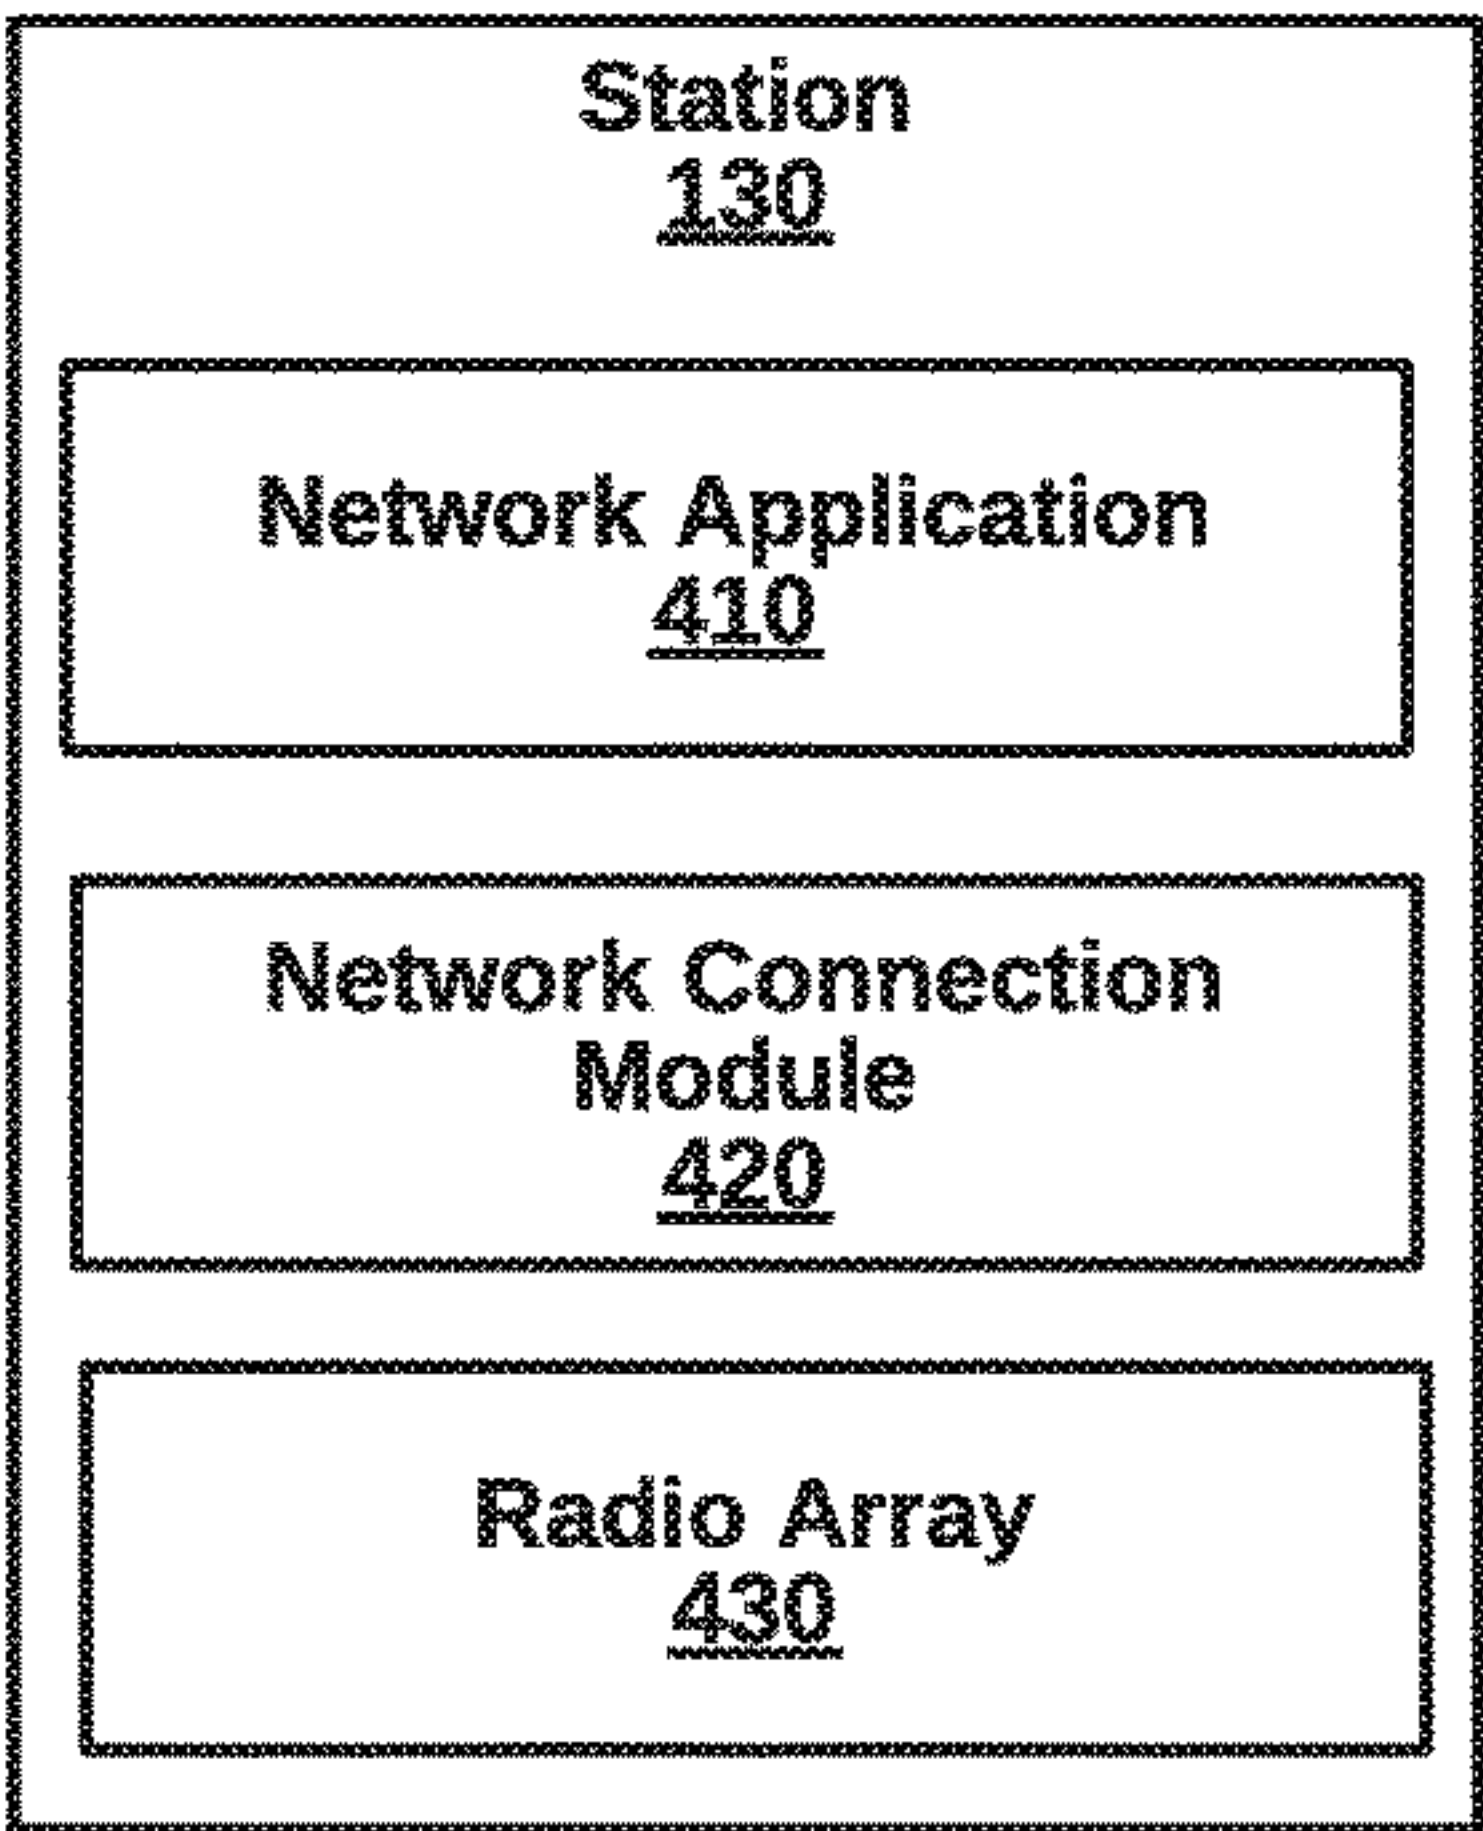 Station
130
Network Application
410
Network Connection
Module
420
Radio Array
430